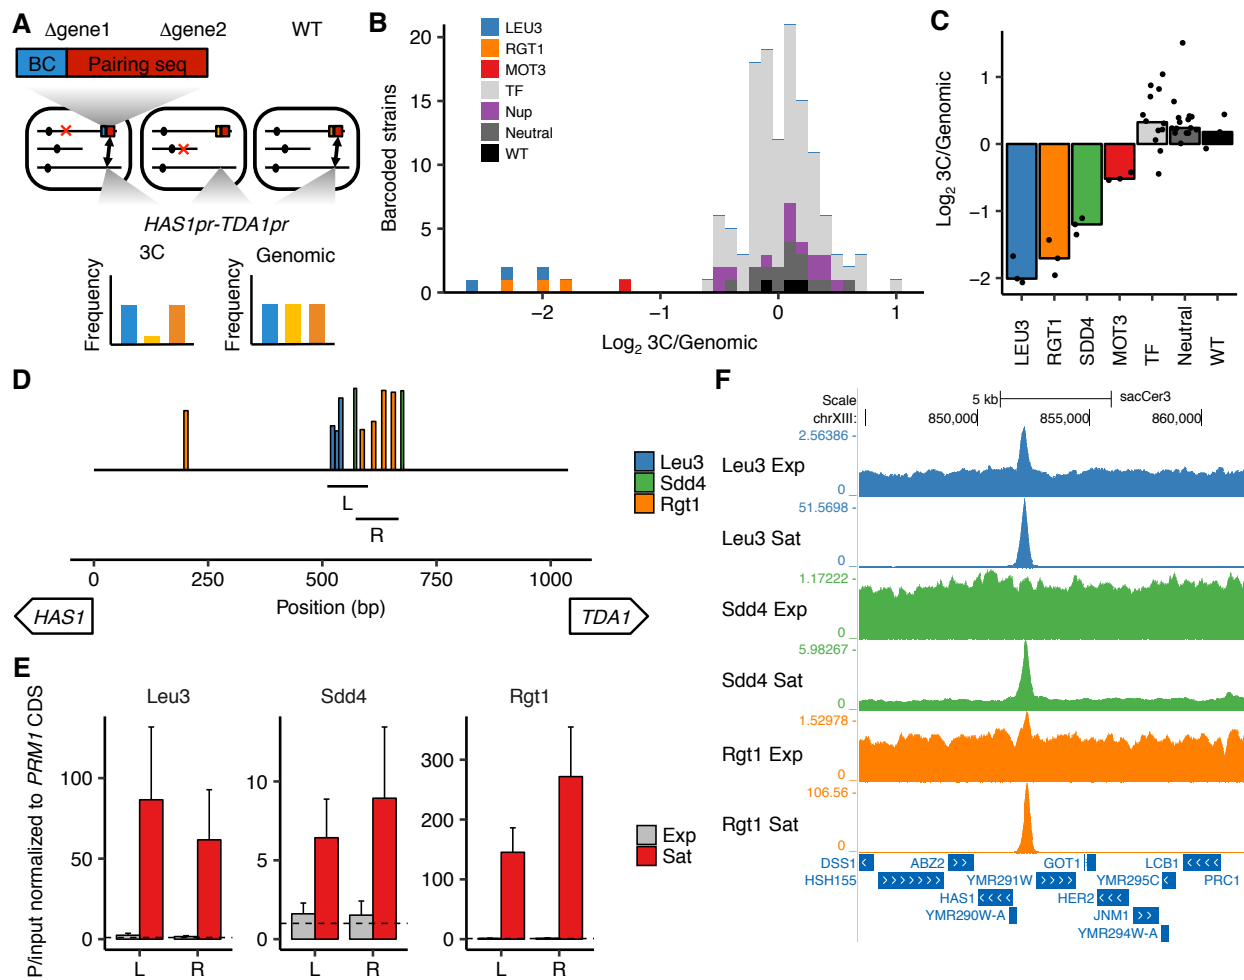 A
Δgene1
Δgene2
WT
BC
Pairing seq
HAS1pr-TDA1pr
3C
Genomic
Frequency
Frequency
B
LEU3
RGT1
MOT3
TF
Nup
Neutral
WT
Barcoded strains
20
15
10
5
0
−2
−1
0
1
Log2 3C/Genomic
C
Log2 3C/Genomic
1
0
−1
−2
LEU3
RGT1
SDD4
MOT3
TF
Neutral
WT
D
L
R
Leu3
Sdd4
Rgt1
0
250
500
750
1000
Position (bp)
HAS1
TDA1
E
P/input normalized to PRM1 CDS
Leu3
Sdd4
Rgt1
100
50
0
10
5
0
300
200
100
0
L
R
L
R
L
R
Exp
Sat
F
Scale
5 kb
sacCer3
chrXIII:
850,000
855,000
860,000
2.56386 -
Leu3 Exp
0 _
51.5698 -
Leu3 Sat
0 _
1.17222 -
Sdd4 Exp
0 _
5.98267 -
Sdd4 Sat
0 _
1.52978 -
Rgt1 Exp
0 _
106.56 -
Rgt1 Sat
0 _
DSS1
ABZ2
GOT1
LCB1
HSH155
YMR291W
YMR295C
PRC1
HAS1
HER2
YMR290W-A
JNM1
YMR294W-A